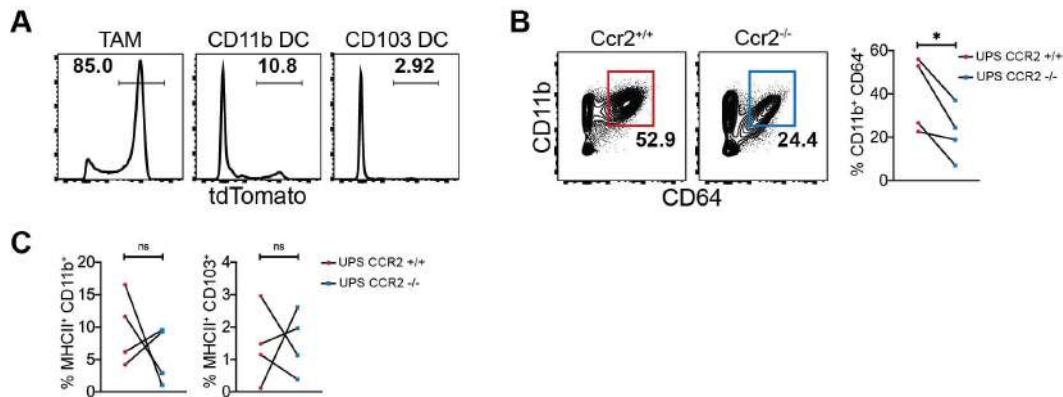 A
TAM
CD11b DC
CD103 DC
85.0
10.8
2.92
tdTomato
B
Ccr2+/+
Ccr2-/-
CD11b
52.9
24.4
CD64
% CD11b+ CD64+
60
40
20
0
*
UPS CCR2 +/+
UPS CCR2 -/-
C
% MHCII+ CD11b+
20
15
10
5
0
ns
% MHCII+ CD103+
4
3
2
1
0
ns
UPS CCR2 +/+
UPS CCR2 -/-